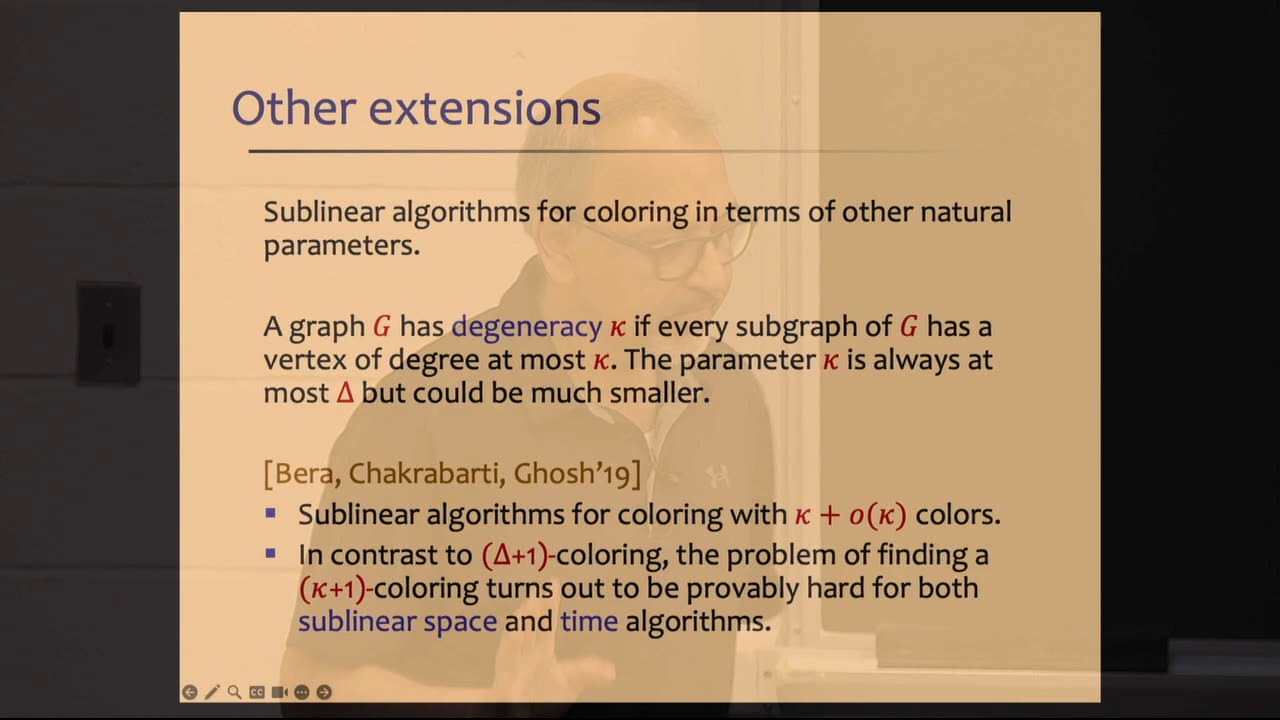 Other extensions
Sublinear algorithms for coloring in terms of other natural
parameters.
A graph G has degeneracy κ if every subgraph of G has a
vertex of degree at most κ. The parameter κ is always at
most Δ but could be much smaller.
[Bera, Chakrabarti, Ghosh’19]
▪ Sublinear algorithms for coloring with κ + o(κ) colors.
▪ In contrast to (Δ+1)-coloring, the problem of finding a
(κ+1)-coloring turns out to be provably hard for both
sublinear space and time algorithms.
CC